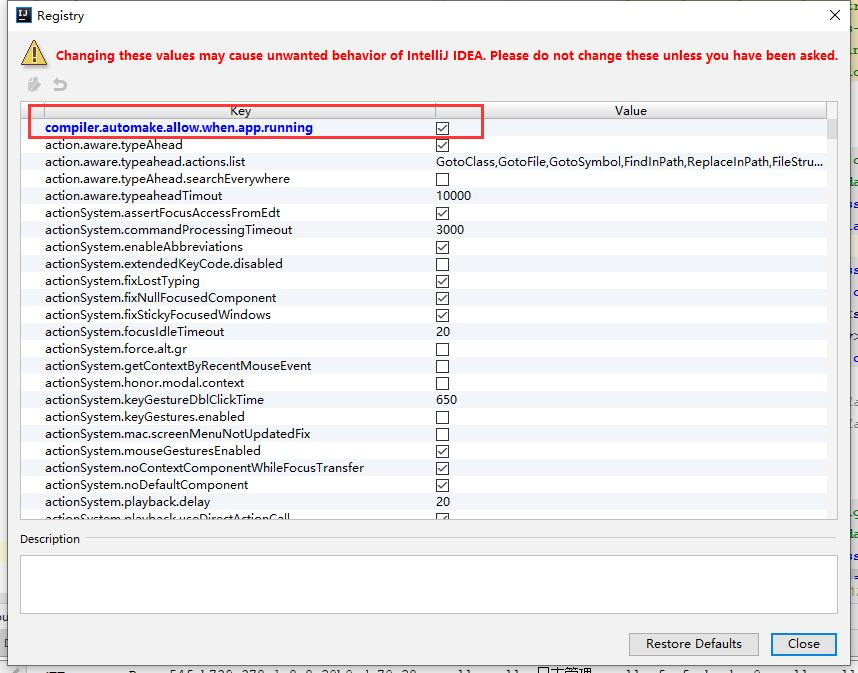 Registry
Changing these values may cause unwanted behavior of IntelliJ IDEA. Please do not change these unless you have been asked.
Key Value
compiler.automake.allow.when.app.running
action.aware.typeAhead
action.aware.typeahead.actions.list GotoClass,GotoFile,GotoSymbol,FindInPath,ReplaceInPath,FileStru...
action.aware.typeAhead.searchEverywhere
action.aware.typeaheadTimout 10000
actionSystem.assertFocusAccessFromEdt
actionSystem.commandProcessingTimeout 3000
actionSystem.enableAbbreviations
actionSystem.extendedKeyCode.disabled
actionSystem.fixLostTyping
actionSystem.fixNullFocusedComponent
actionSystem.fixStickyFocusedWindows
actionSystem.focusIdleTimeout 20
actionSystem.force.alt.gr
actionSystem.getContextByRecentMouseEvent
actionSystem.honor.modal.context
actionSystem.keyGestureDblClickTime 650
actionSystem.keyGestures.enabled
actionSystem.mac.screenMenuNotUpdatedFix
actionSystem.mouseGesturesEnabled
actionSystem.noContextComponentWhileFocusTransfer
actionSystem.noDefaultComponent
actionSystem.playback.delay 20
actionSystem.playback.useDirectActionCall
Description
Restore Defaults Close